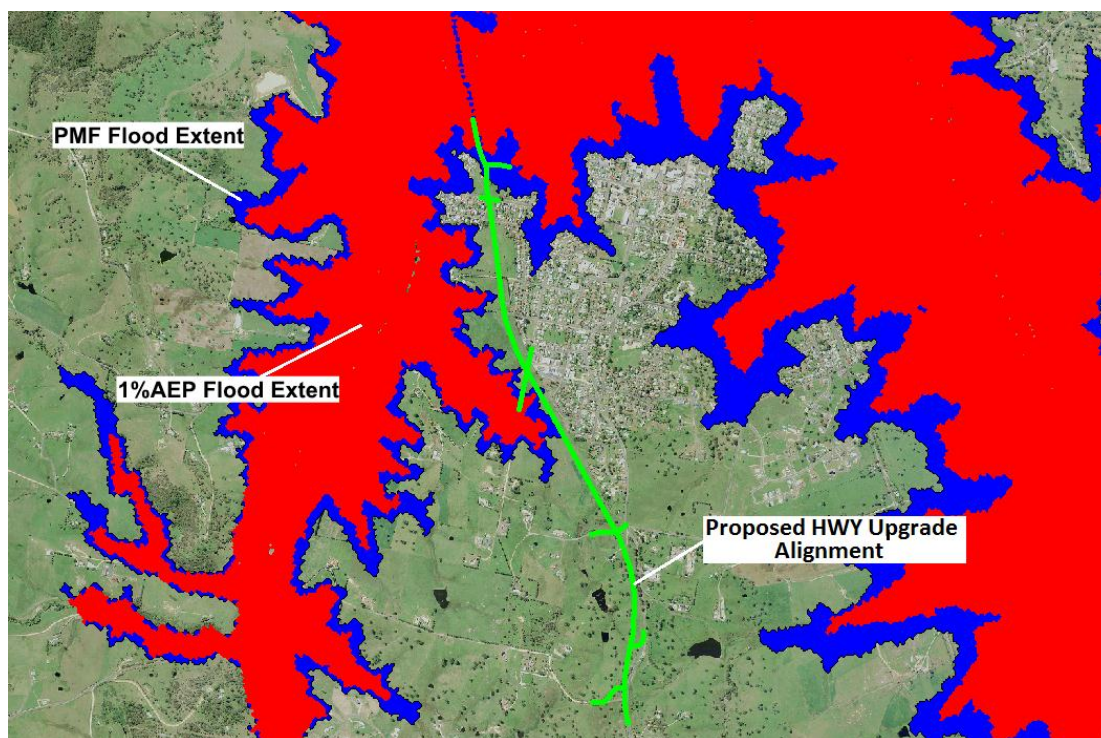 PMF Flood Extent
1%AEP Flood Extent
Proposed HWY Upgrade
Alignment